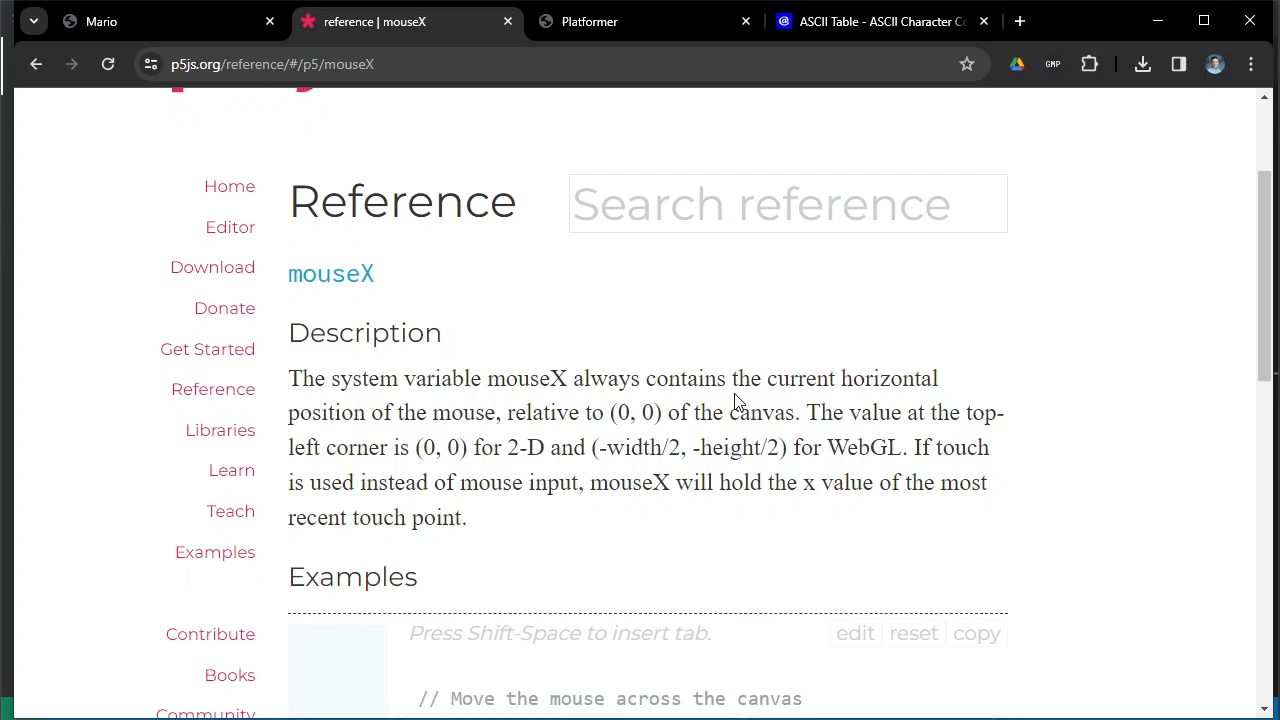 Mario
reference | mouseX
Platformer
ASCII Table - ASCII Character Co
p5js.org/reference/#/p5/mouseX
GMP
Home
Editor
Download
Donate
Get Started
Reference
Libraries
Learn
Teach
Examples
Contribute
Books
Community
Reference
Search reference
mouseX
Description
The system variable mouseX always contains the current horizontal
position of the mouse, relative to (0, 0) of the canvas. The value at the top-
left corner is (0, 0) for 2-D and (-width/2, -height/2) for WebGL. If touch
is used instead of mouse input, mouseX will hold the x value of the most
recent touch point.
Examples
Press Shift-Space to insert tab.
edit reset copy
// Move the mouse across the canvas